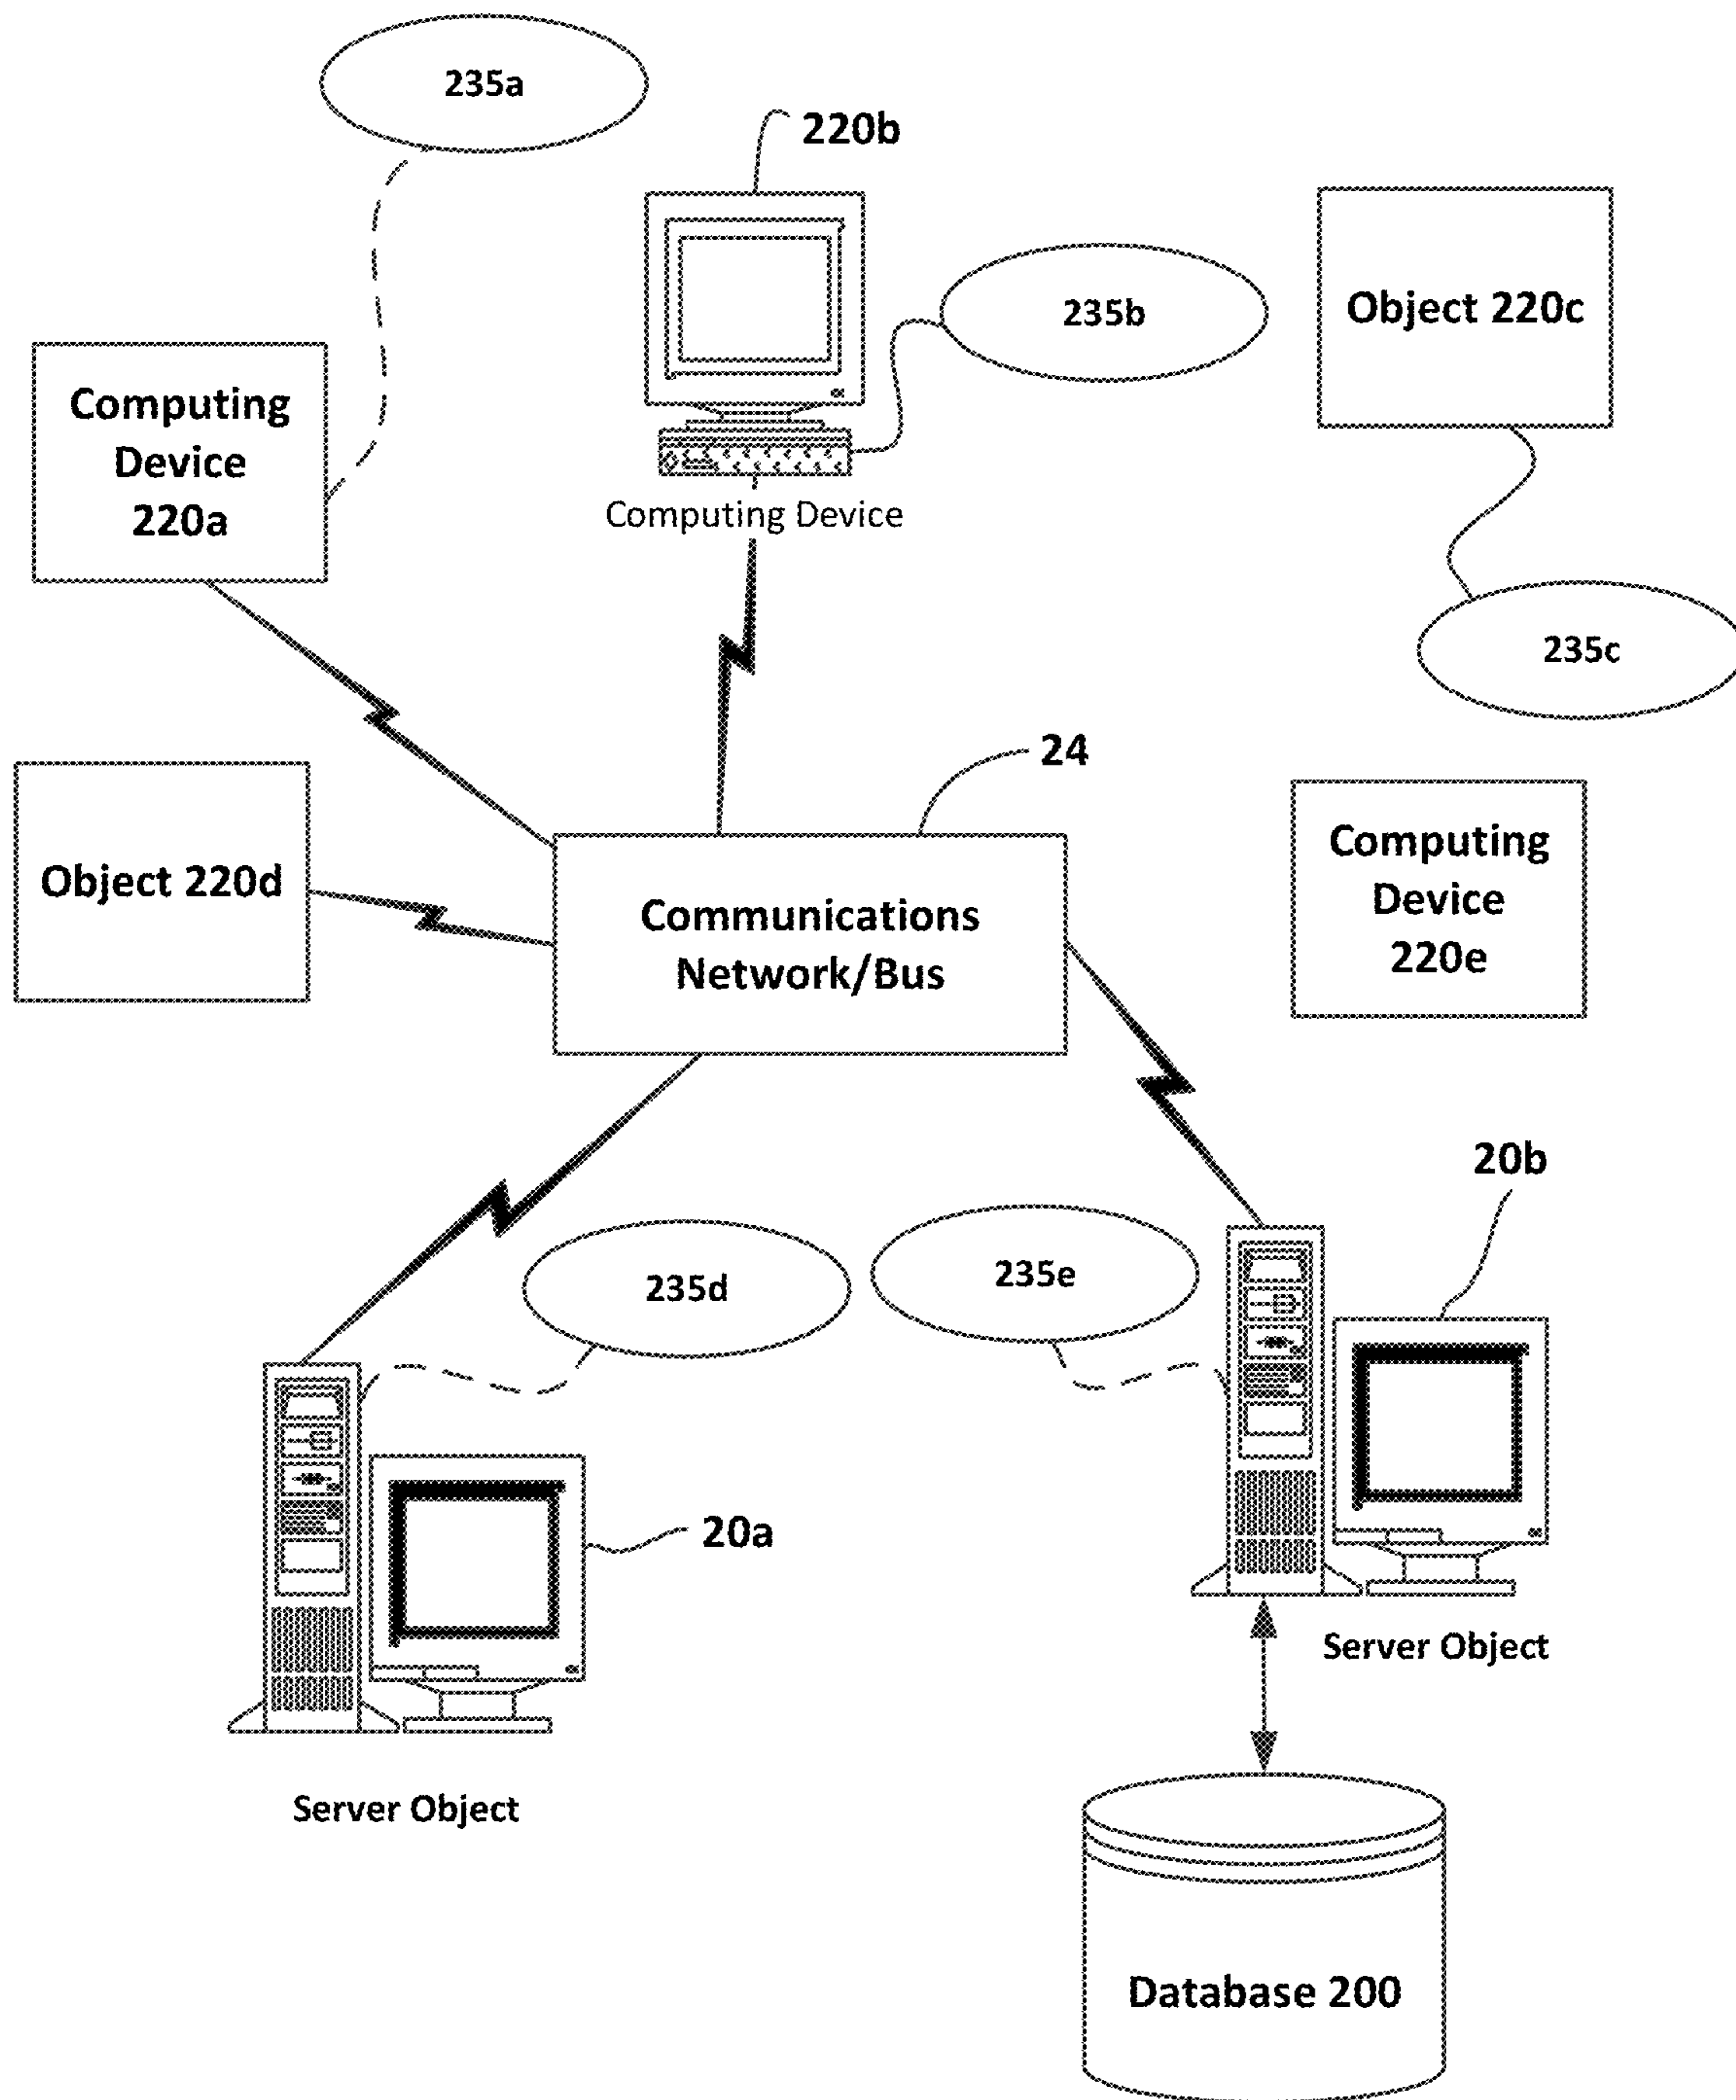 235a
220b
235b
Object 220c
Computing
Device
220a
Computing Device
235c
24
Object 220d
Communications
Network/Bus
Computing
Device
220e
20b
235d
235e
20a
Server Object
Server Object
Database 200